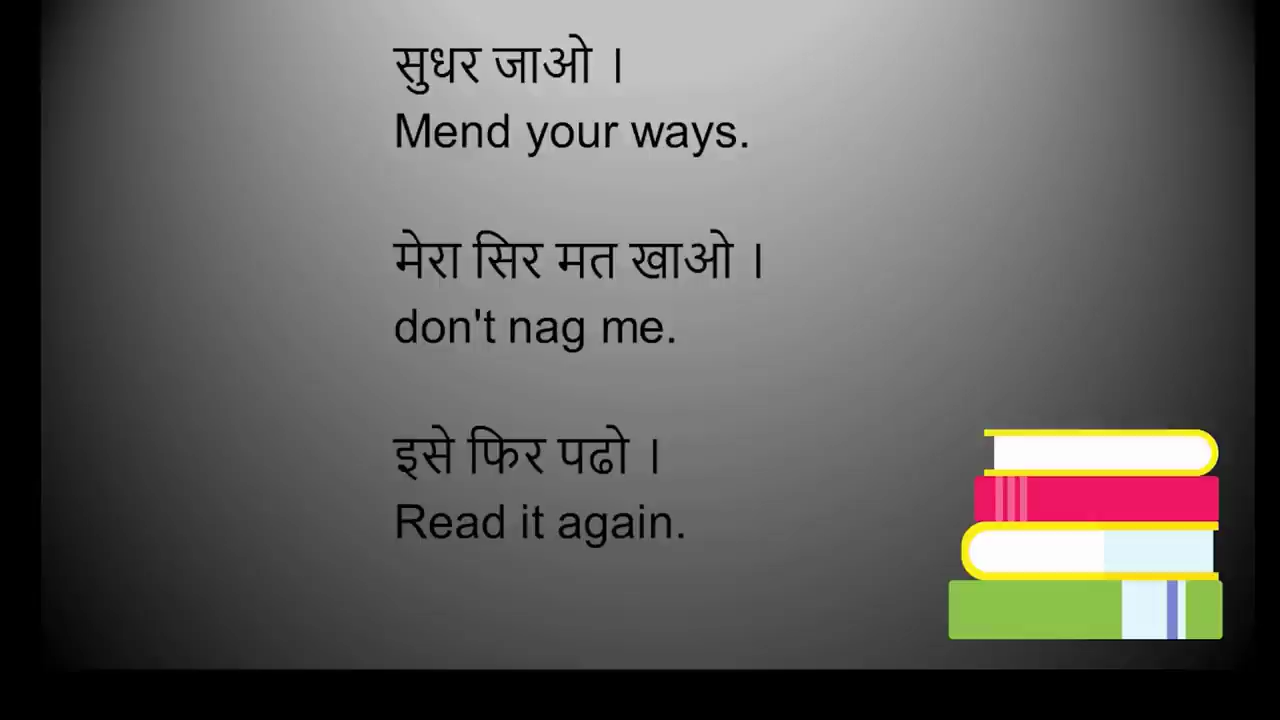 सुधर जाओ ।
Mend your ways.
मेरा सिर मत खाओ ।
don't nag me.
इसे फिर पढो ।
Read it again.